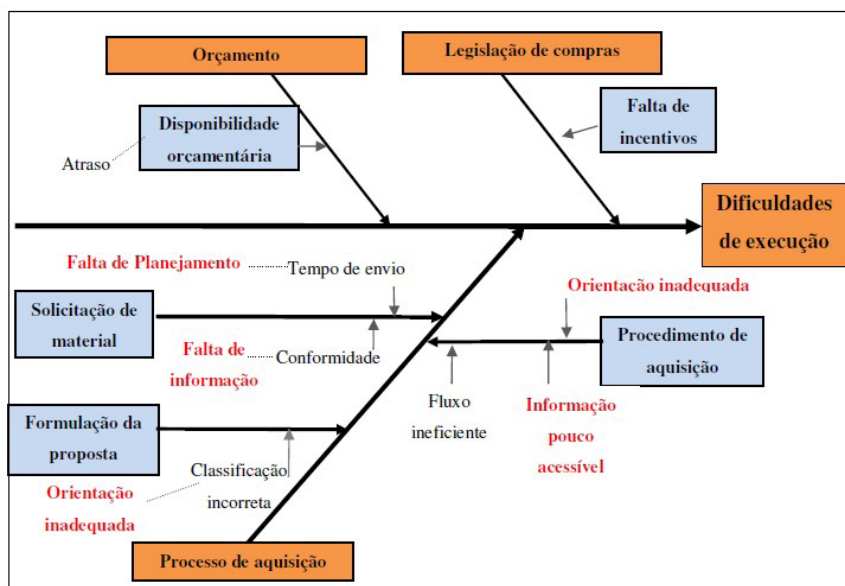 Orçamento
Legislação de compras
Disponibilidade
orçamentária
Falta de
incentivos
Atraso
Dificuldades
de execução
Falta de Planejamento
Tempo de envio
Orientação inadequada
Solicitação de
material
Procedimento de
aquisição
Falta de
informação
Conformidade
Fluxo
ineficiente
Informação
pouco
acessível
Formulação da
proposta
Classificação
incorreta
Orientação
inadequada
Processo de aquisição